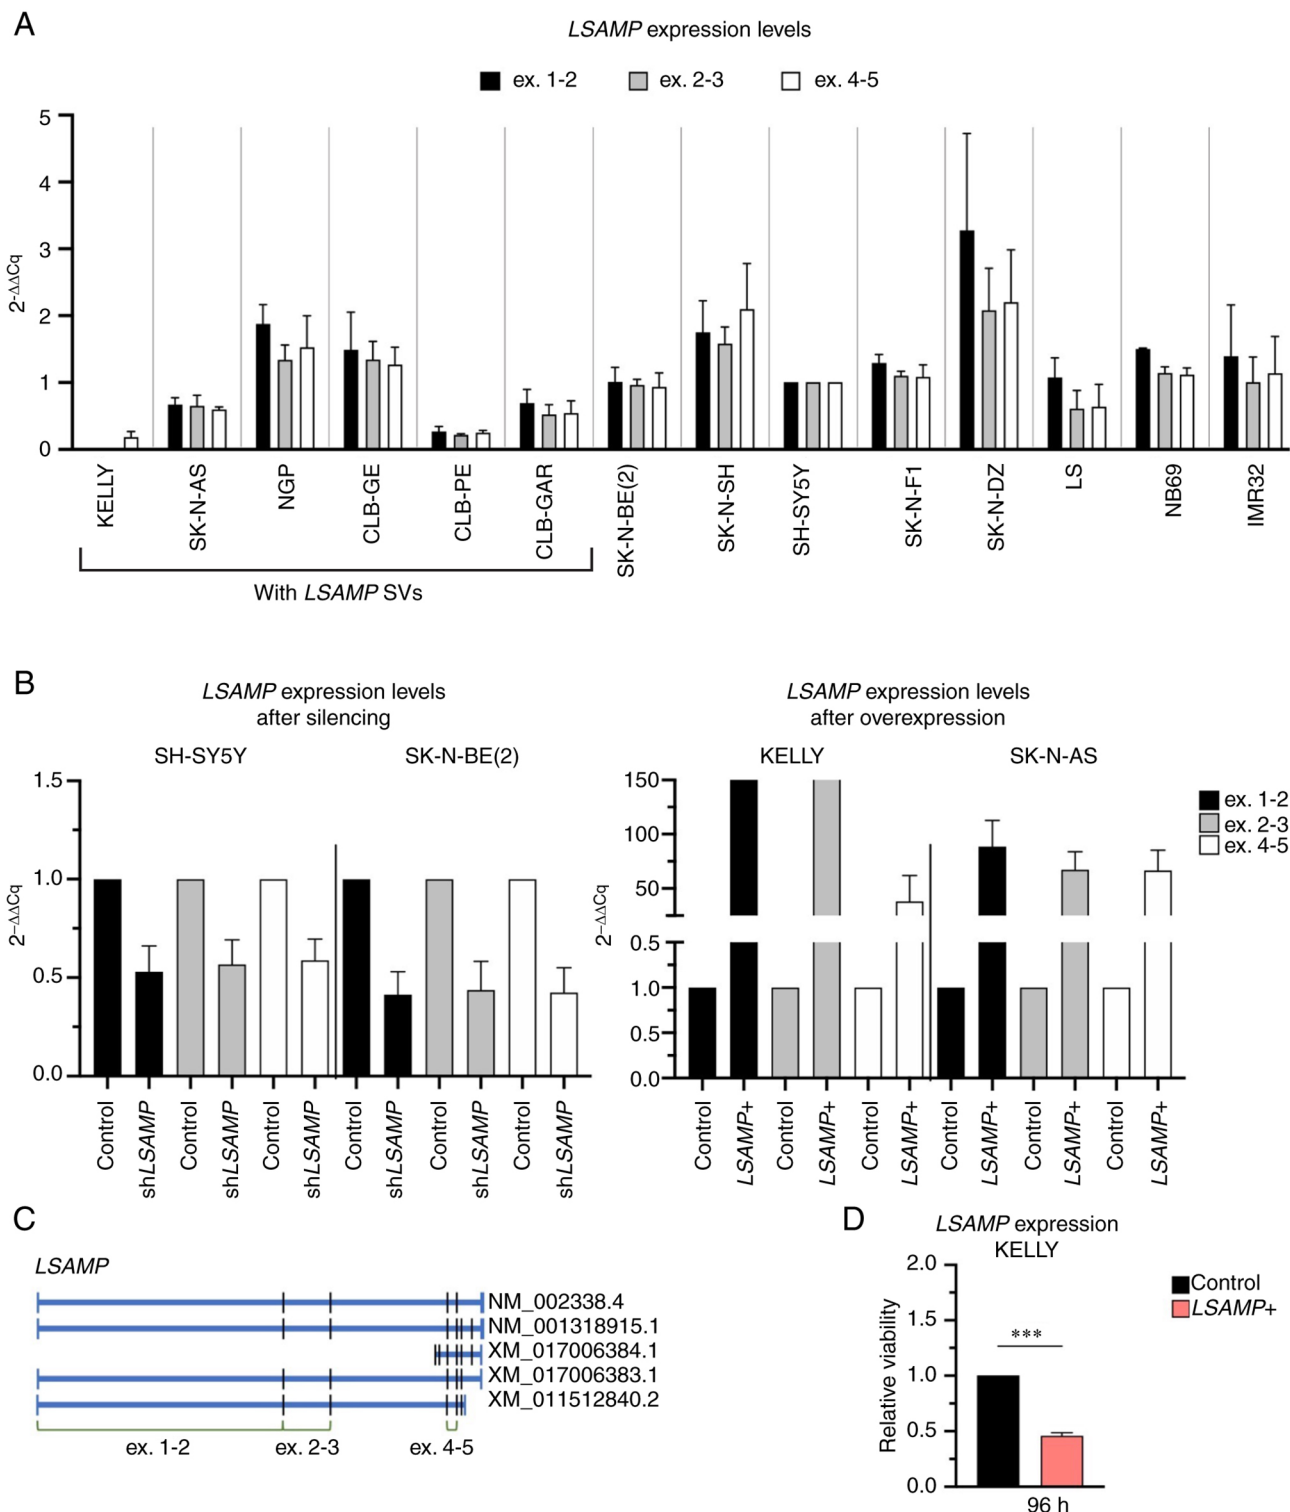 A
LSAMP expression levels
ex. 1-2 ex. 2-3 ex. 4-5
2-ΔΔCq
5
4
3
2
1
0
KELLY SK-N-AS NGP CLB-GE CLB-PE CLB-GAR SK-N-BE(2) SK-N-SH SH-SY5Y SK-N-F1 SK-N-DZ LS NB69 IMR32
With LSAMP SVs
B
LSAMP expression levels
after silencing
SH-SY5Y SK-N-BE(2)
2−ΔΔCq
1.5
1.0
0.5
0.0
Control shLSAMP Control shLSAMP Control shLSAMP Control shLSAMP Control shLSAMP Control shLSAMP
LSAMP expression levels
after overexpression
KELLY SK-N-AS
2−ΔΔCq
150
100
50
0.5
1.0
0.5
0.0
ex. 1-2
ex. 2-3
ex. 4-5
Control LSAMP+ Control LSAMP+ Control LSAMP+ Control LSAMP+ Control LSAMP+ Control LSAMP+
C
LSAMP
NM_002338.4
NM_001318915.1
XM_017006384.1
XM_017006383.1
XM_011512840.2
ex. 1-2 ex. 2-3 ex. 4-5
D
LSAMP expression
KELLY
Relative viability
2.0
1.5
1.0
0.5
0.0
***
Control
LSAMP+
96 h